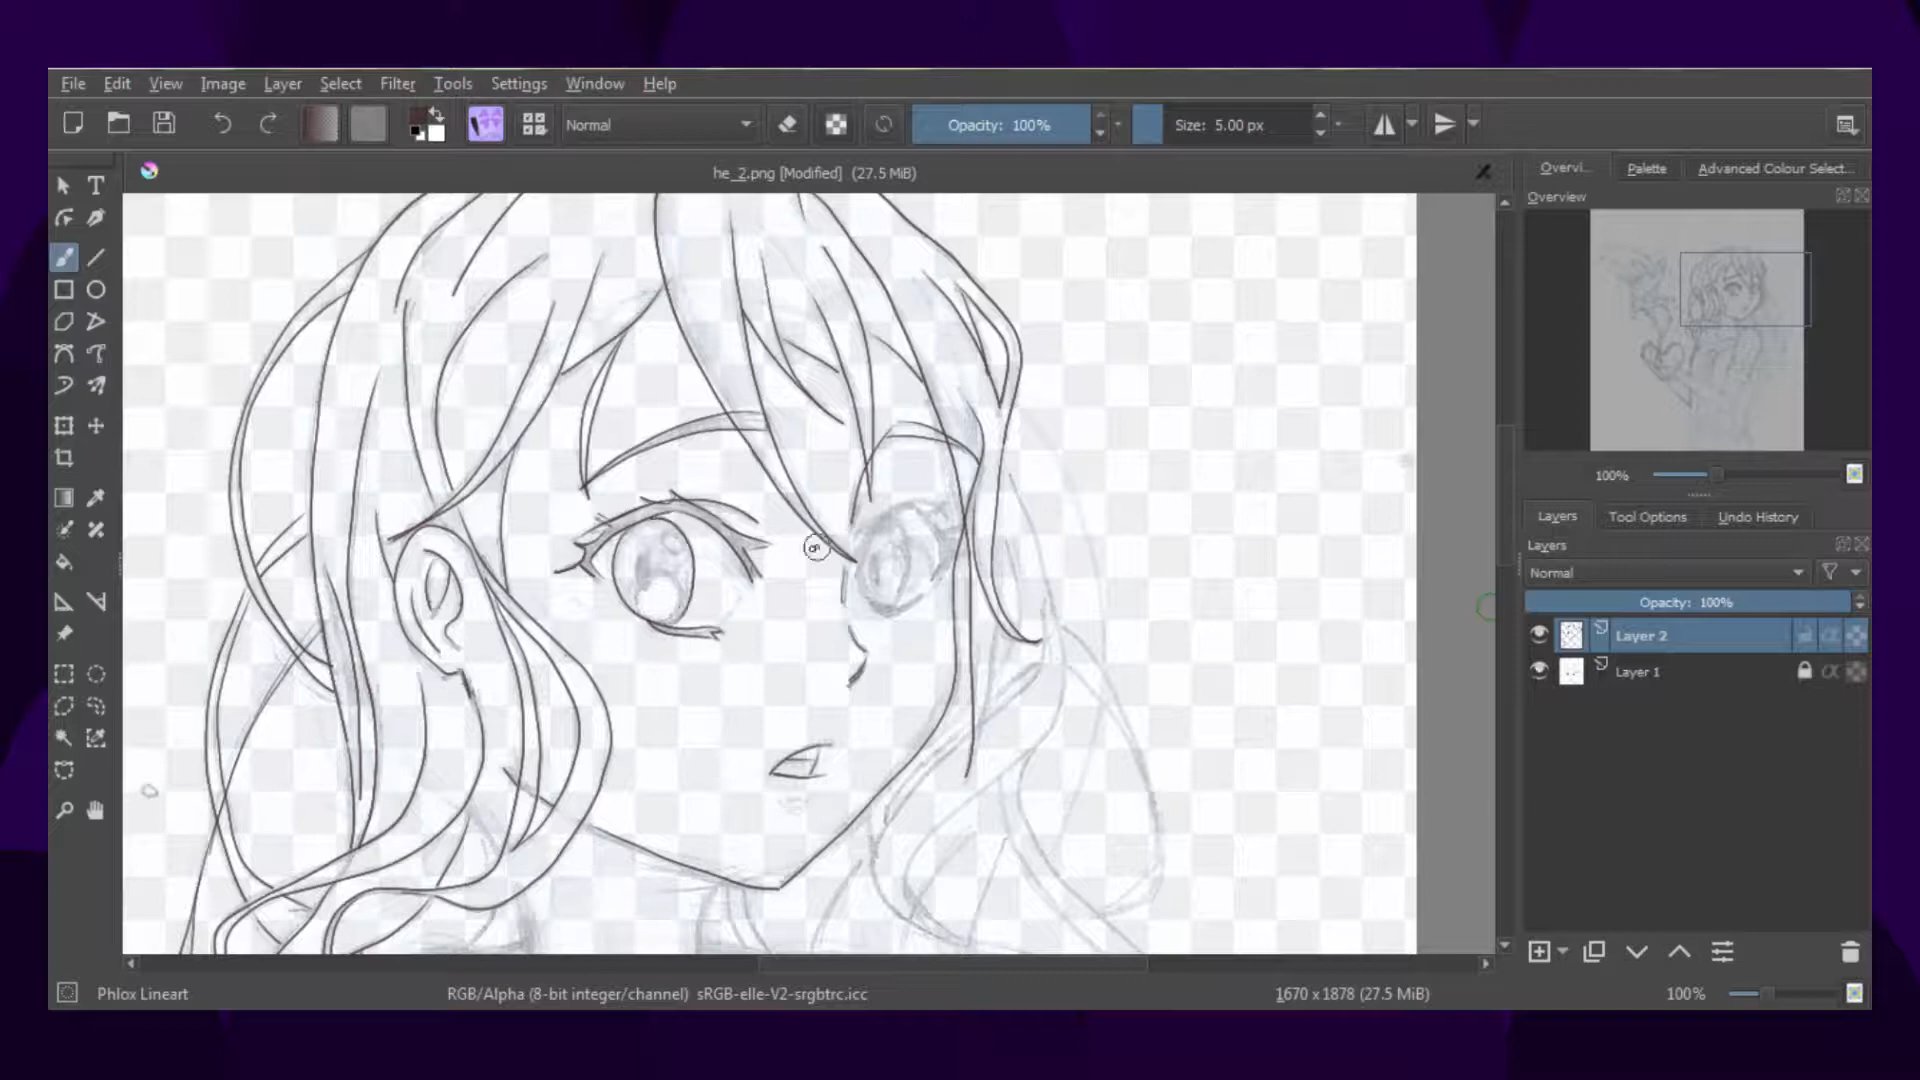 File Edit View Image Layer Select Filter Tools Settings Window Help
Normal Opacity: 100% Size: 5.00 px
he_2.png [Modified] (27.5 MiB)
Overvi... Palette Advanced Colour Select...
Overview
100%
Layers Tool Options Undo History
Layers
Normal
Opacity: 100%
Layer 2
Layer 1
Phlox Lineart RGB/Alpha (8-bit integer/channel) sRGB-elle-V2-srgbtrc.icc 1670 x 1878 (27.5 MiB) 100%